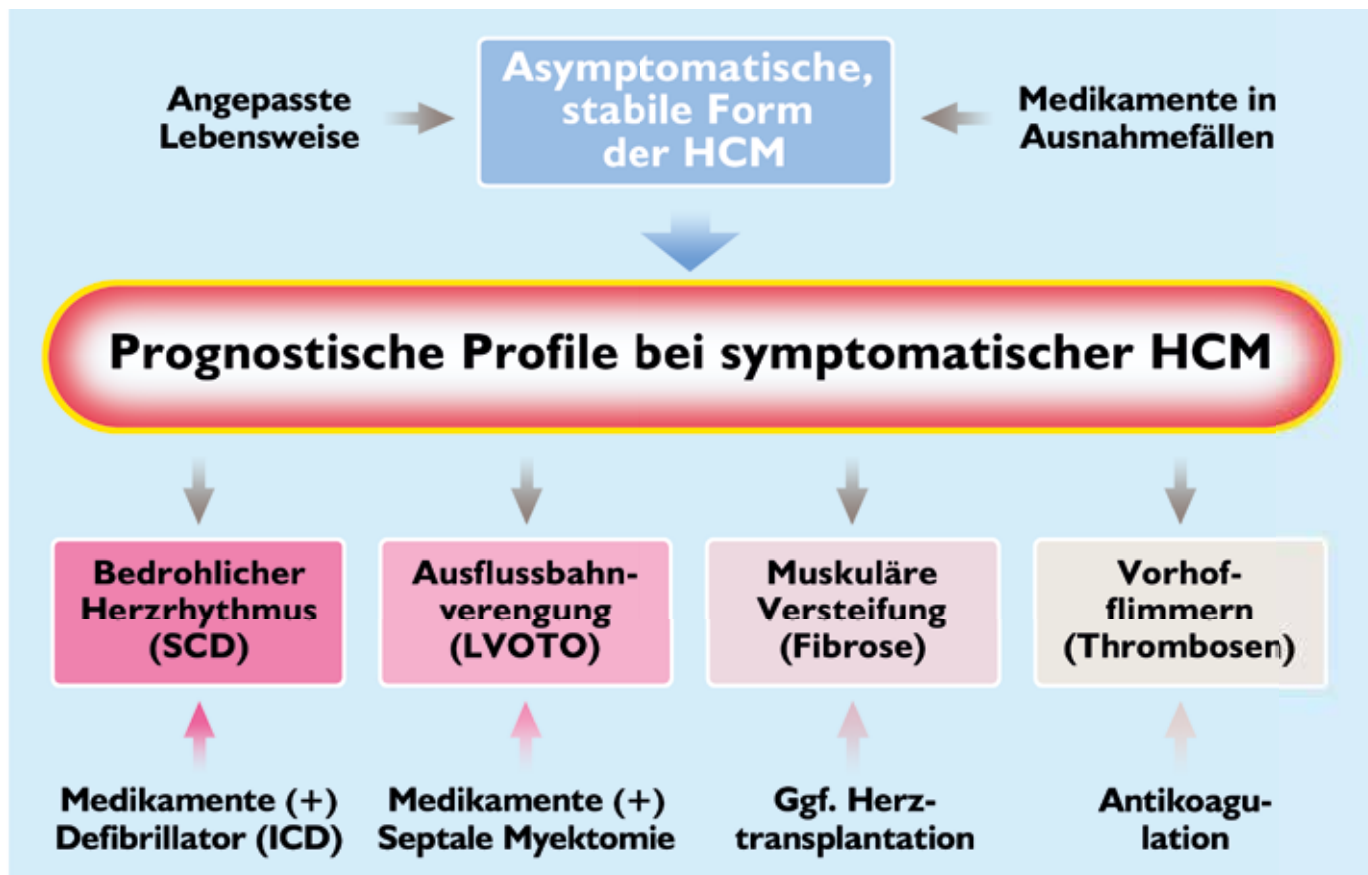 Asymptomatische,
stabile Form
der HCM
Angepasste
Lebensweise
Medikamente in
Ausnahmefällen
Prognostische Profile bei symptomatischer HCM
Bedrohlicher
Herzrhythmus
(SCD)
Ausflussbahn-
verengung
(LVOTO)
Muskuläre
Versteifung
(Fibrose)
Vorhof-
flimmern
(Thrombosen)
Medikamente (+)
Defibrillator (ICD)
Medikamente (+)
Septale Myektomie
Ggf. Herz-
transplantation
Antikoagu-
lation